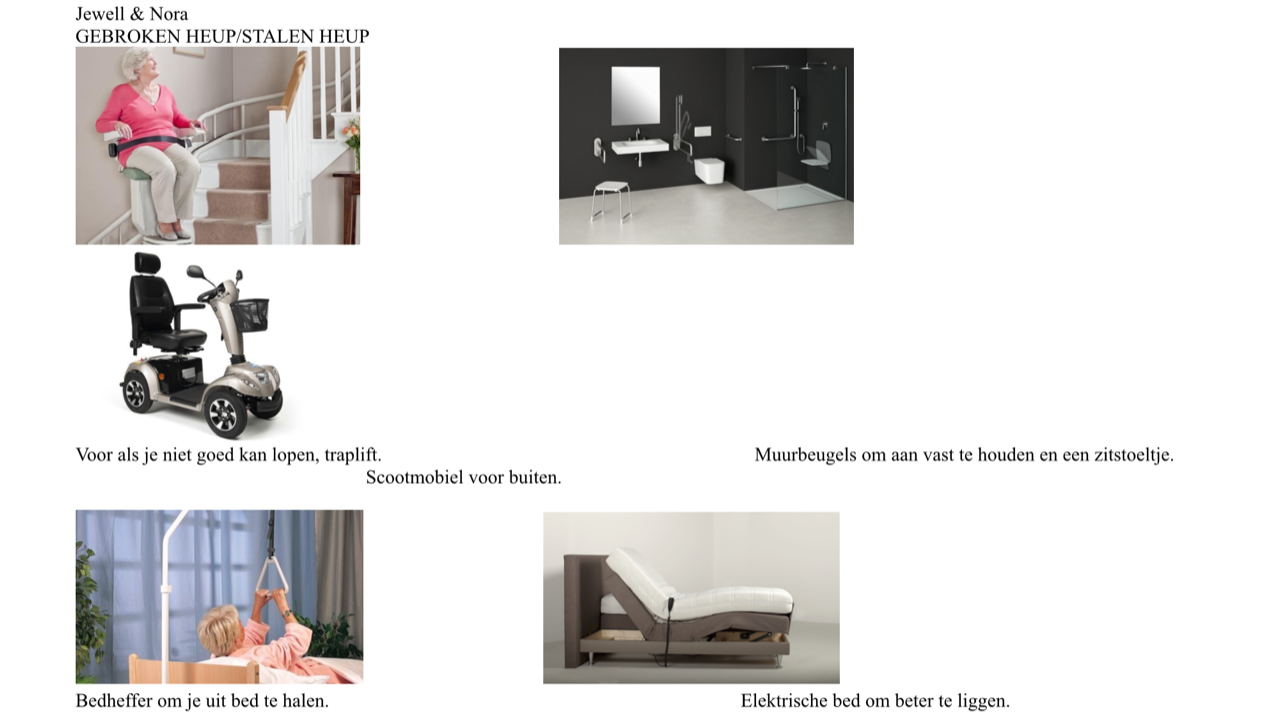 Jewell & Nora
GEBROKEN HEUP/STALEN HEUP
Voor als je niet goed kan lopen, traplift.
Muurbeugels om aan vast te houden en een zitstoeltje.
Scootmobiel voor buiten.
Bedheffer om je uit bed te halen.
Elektrische bed om beter te liggen.